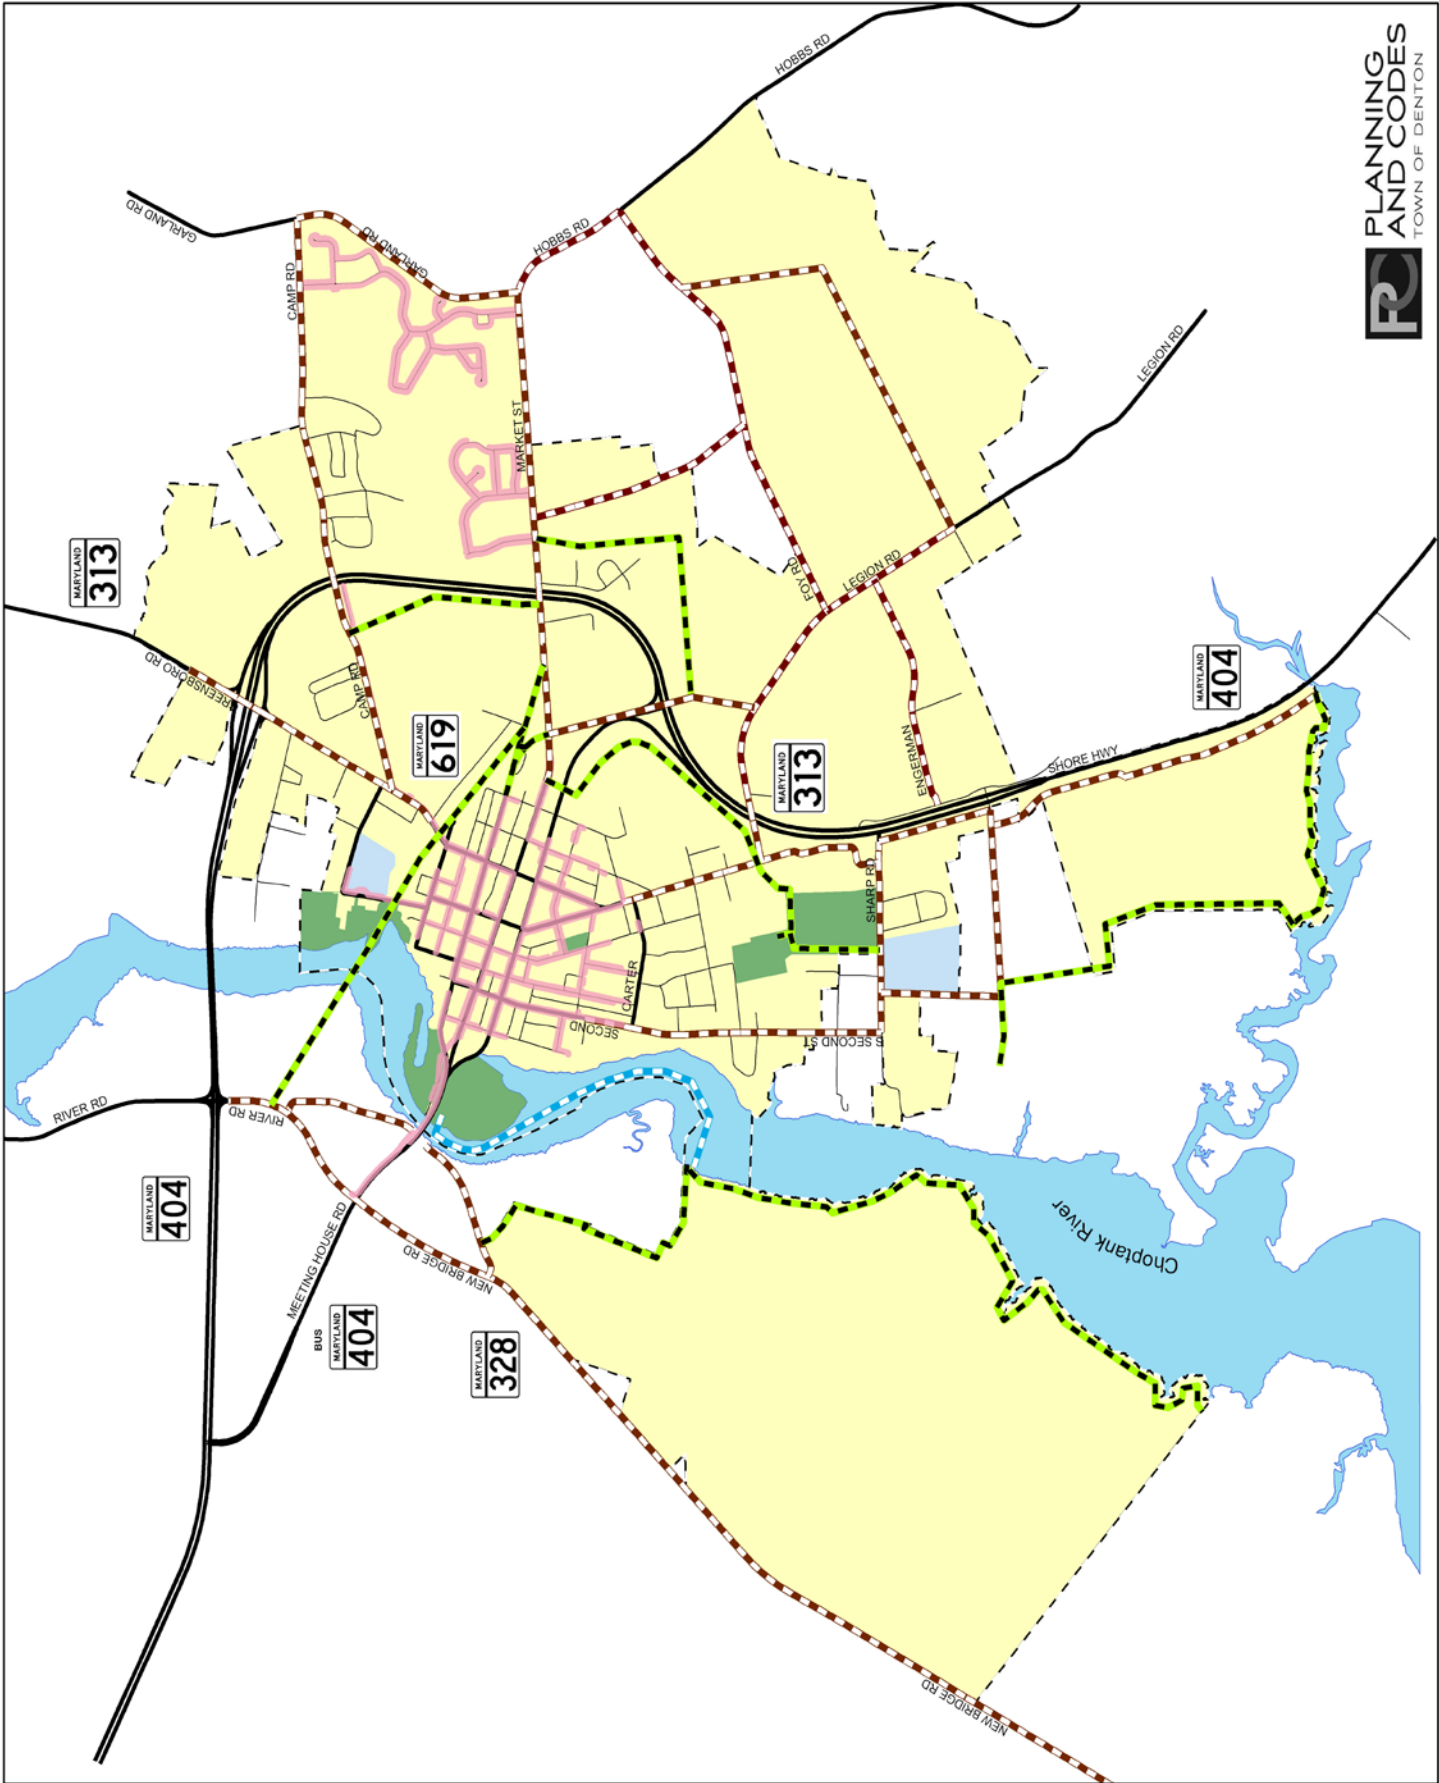 HOBBS RD
PLANNING
AND CODES
TOWN OF DENTON
PC
GARLAND RD
GARLAND RD
HOBBS RD
CAMP RD
LEGION RD
MARKET ST
MARYLAND
313
FOY RD
LEGION RD
GREENSBORO RD
CAMP RD
MARYLAND
404
MARYLAND
619
ENGERMAN
SHORE HWY
MARYLAND
313
SHARP RD
CARTER
SECOND
S SECOND ST
RIVER RD
RIVER RD
MARYLAND
404
MEETING HOUSE RD
NEW BRIDGE RD
Choptank River
BUS
MARYLAND
404
MARYLAND
328
NEW BRIDGE RD